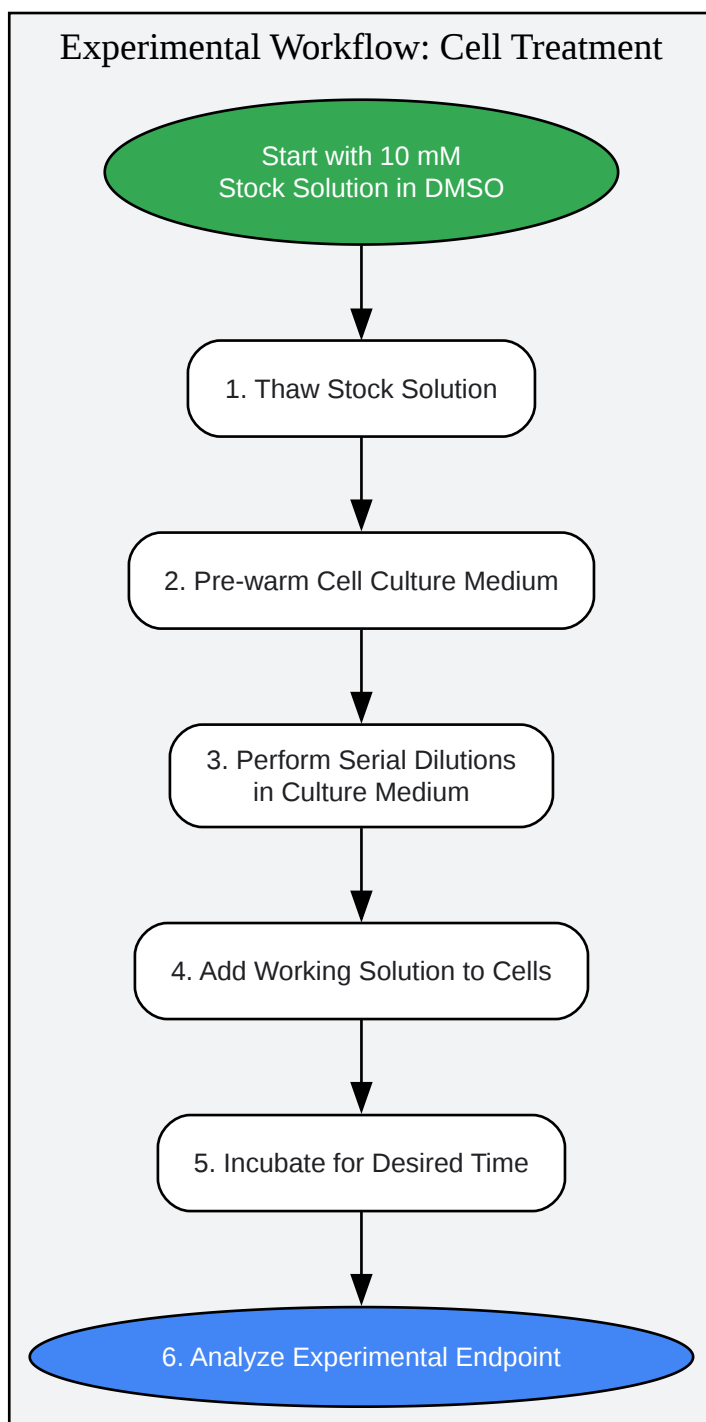 Experimental Workflow: Cell Treatment
Start with 10 mM
Stock Solution in DMSO
1. Thaw Stock Solution
2. Pre-warm Cell Culture Medium
3. Perform Serial Dilutions
in Culture Medium
4. Add Working Solution to Cells
5. Incubate for Desired Time
6. Analyze Experimental Endpoint